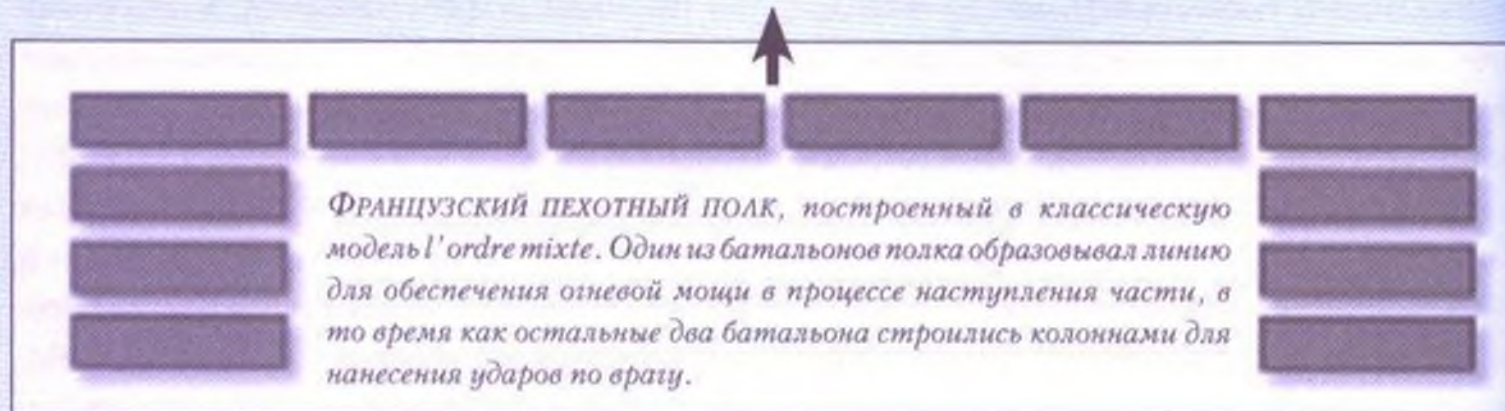 ФРАНЦУЗСКИЙ ПЕХОТНЫЙ ПОЛК, построенный в классическую
модель l'ordre mixte. Один из батальонов полка образовывал линию
для обеспечения огневой мощи в процессе наступления части, в
то время как остальные два батальона строились колоннами для
нанесения ударов по врагу.